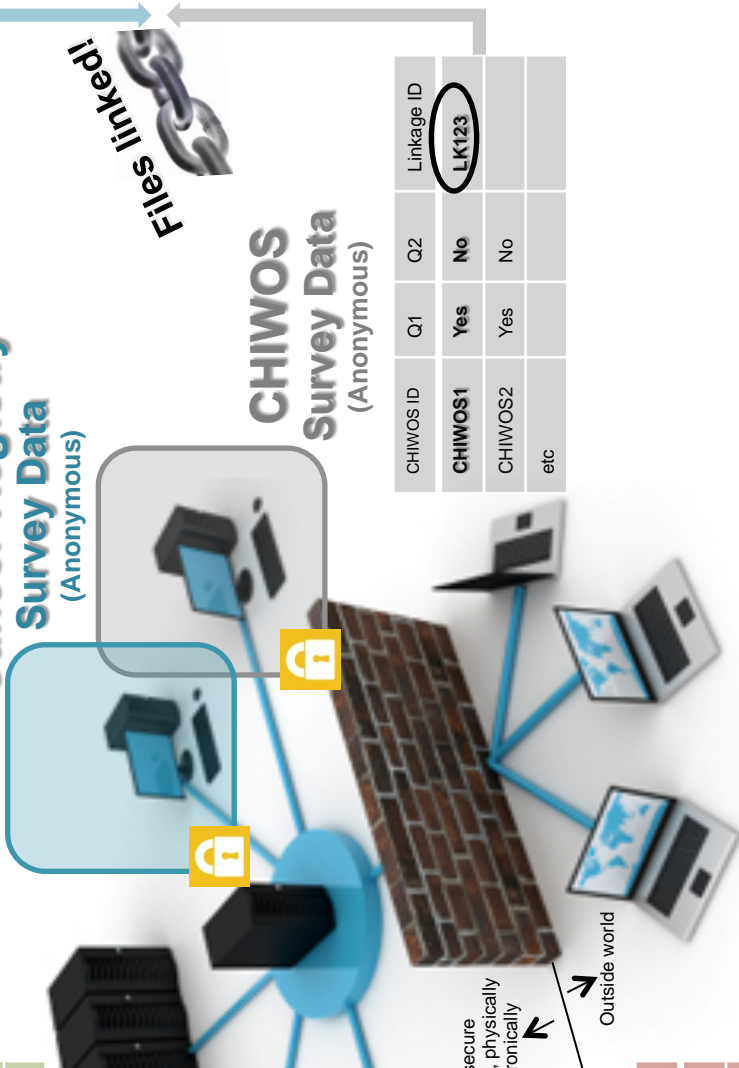 Survey Data
(Anonymous)
Files linked!
CHIWOS
Survey Data
(Anonymous)
CHIWOS ID Q1 Q2 Linkage ID
CHIWOS1 Yes No LK123
CHIWOS2 Yes No
etc
secure
, physically
Outside world